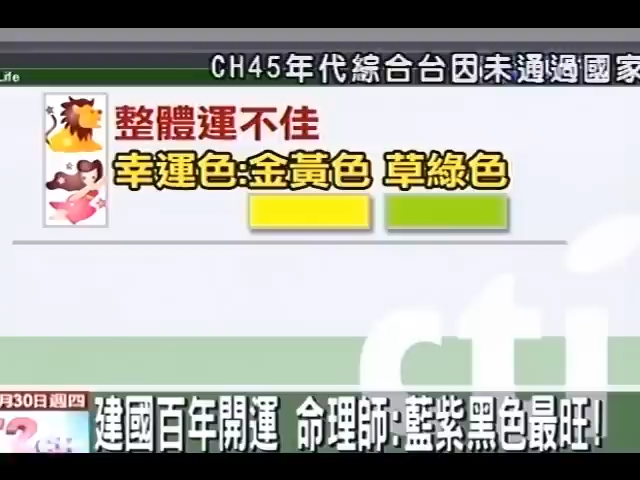 CH45年代綜合台因未通過國家
Life
整體運不佳
幸運色:金黃色 草綠色
cti
月30日週四
建國百年開運 命理師:藍紫黑色最旺!